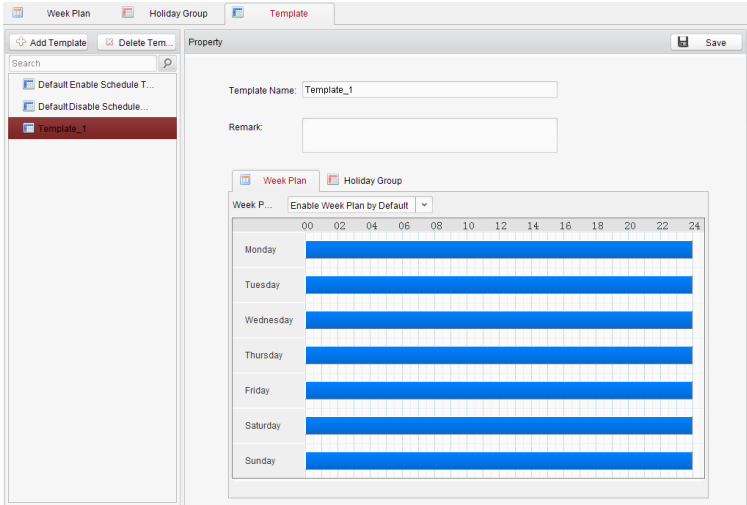 Week Plan Holiday Group Template
Add Template Delete Tem... Property Save
Search
Default Enable Schedule T...
Default Disable Schedule...
Template_1
Template Name: Template_1
Remark:
Week Plan Holiday Group
Week P... Enable Week Plan by Default
00 02 04 06 08 10 12 14 16 18 20 22 24
Monday
Tuesday
Wednesday
Thursday
Friday
Saturday
Sunday